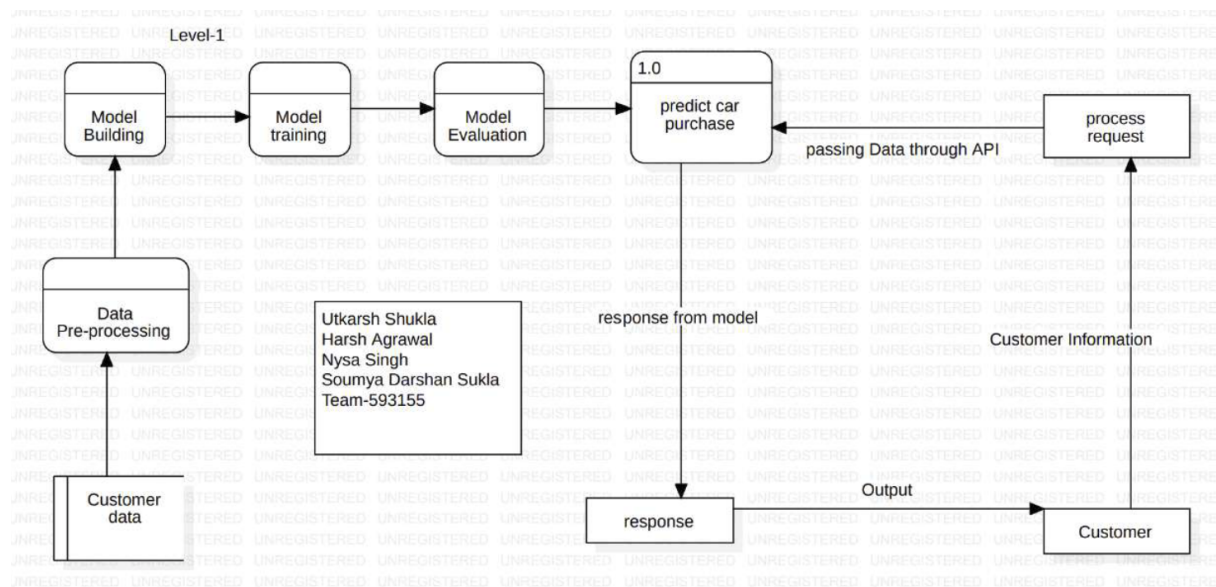 Level-1
Model
Building
Model
training
Model
Evaluation
1.0
predict car
purchase
process
request
passing Data through API
Data
Pre-processing
Utkarsh Shukla
Harsh Agrawal
Nysa Singh
Soumya Darshan Sukla
Team-593155
response from model
Customer Information
Customer
data
response
Output
Customer
UNREGISTERED